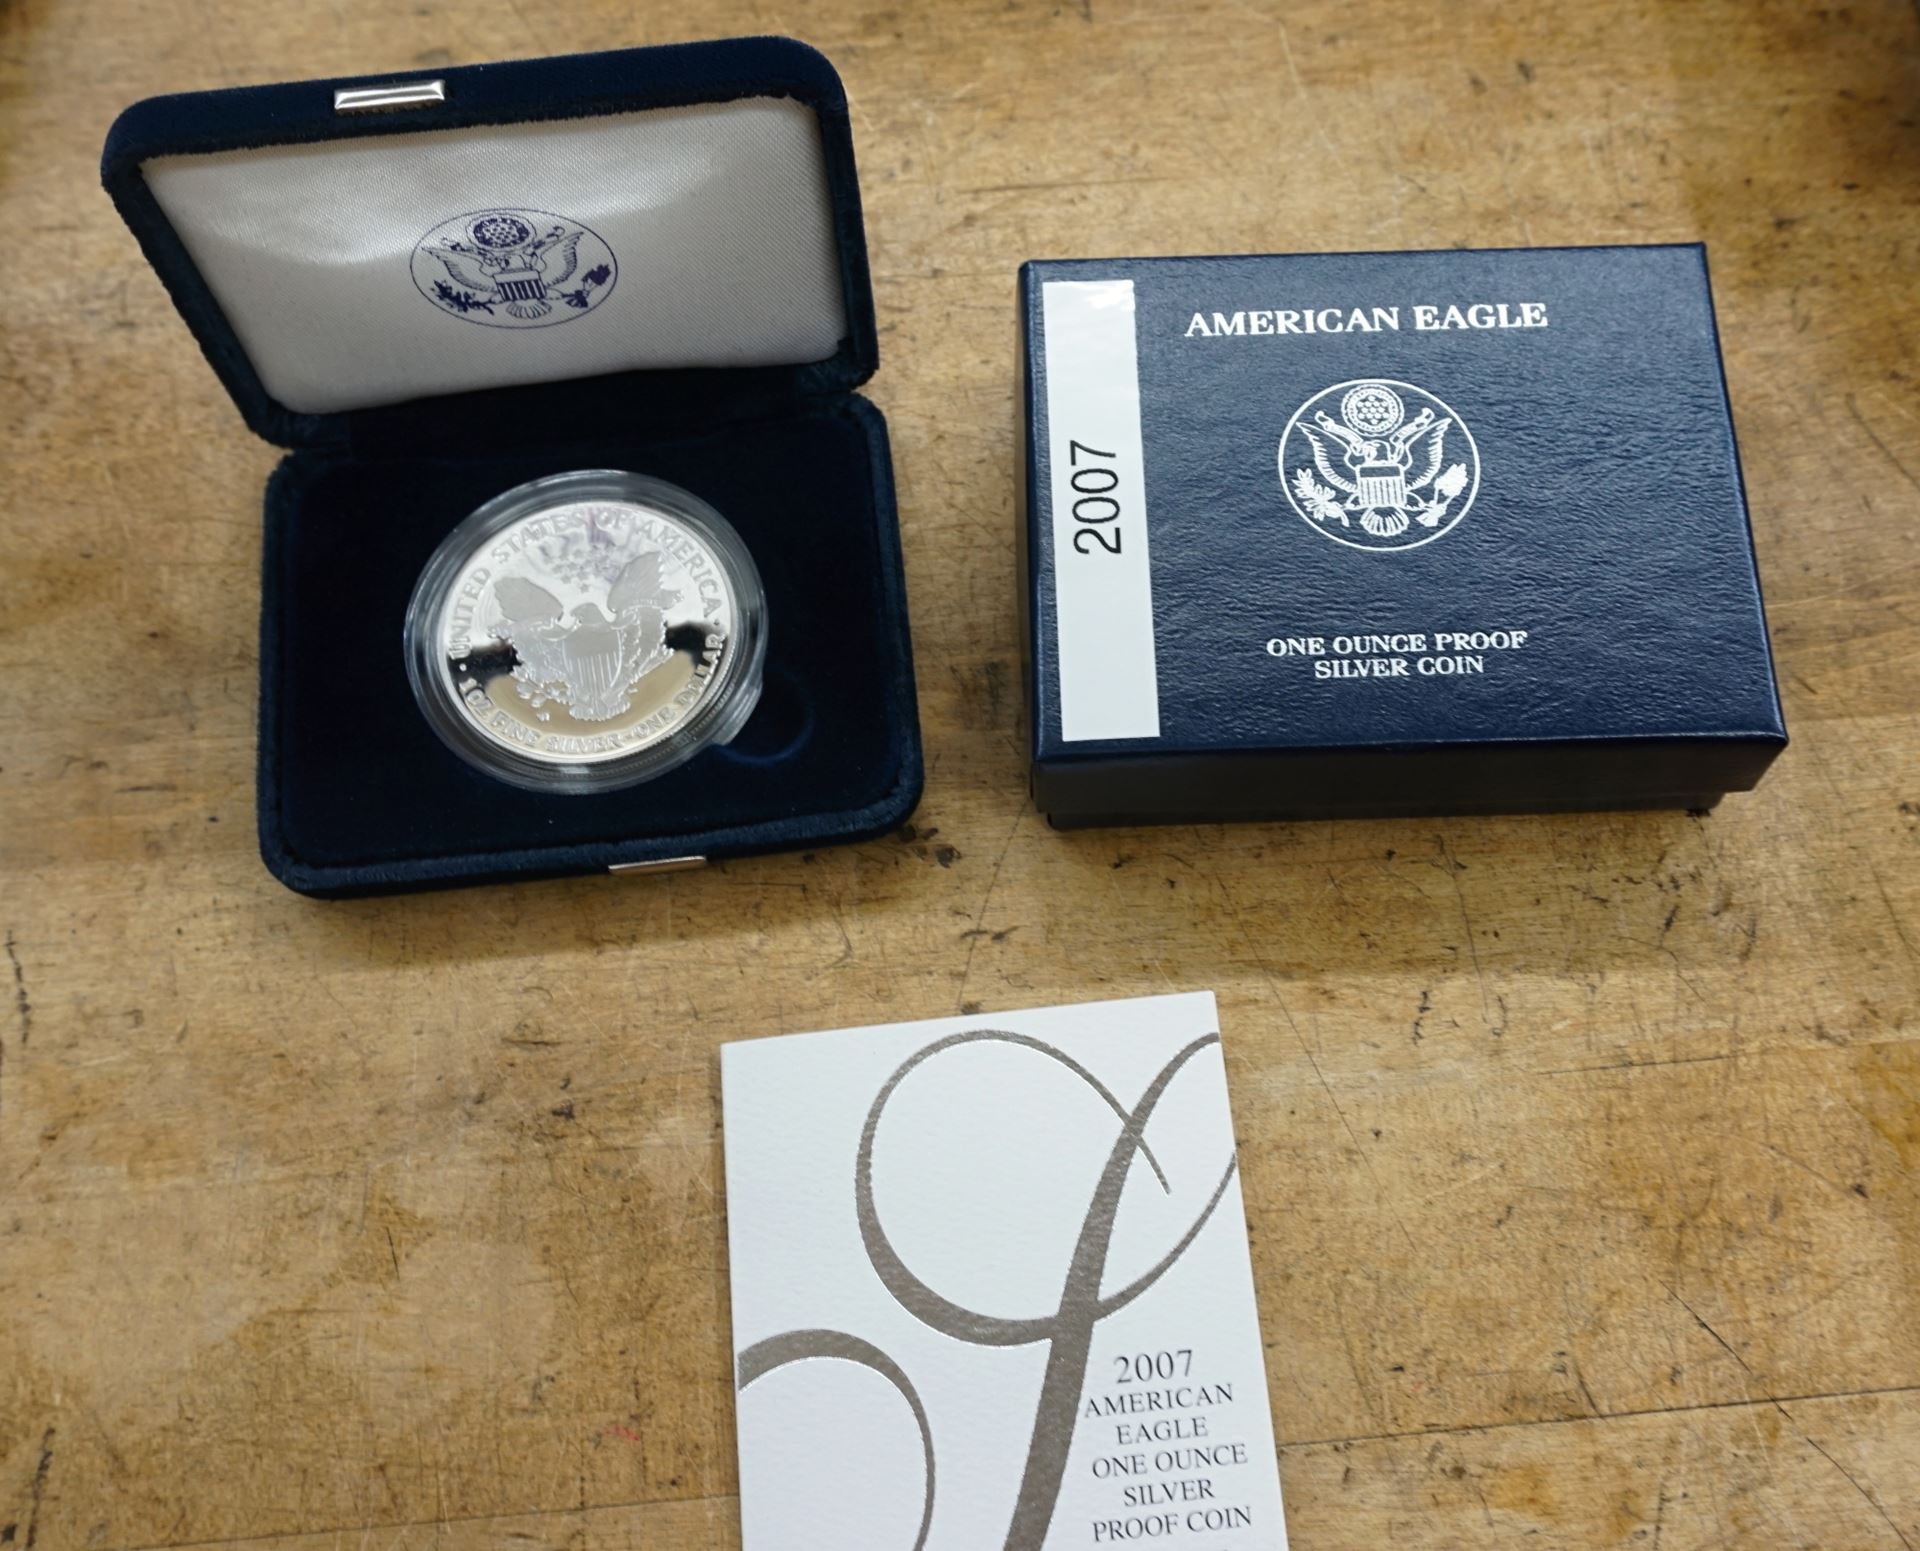 UNITED STATES OF AMERICA
1 OZ. FINE SILVER~ONE DOLLAR
2007
AMERICAN EAGLE
ONE OUNCE PROOF
SILVER COIN
2007
AMERICAN
EAGLE
ONE OUNCE
SILVER
PROOF COIN